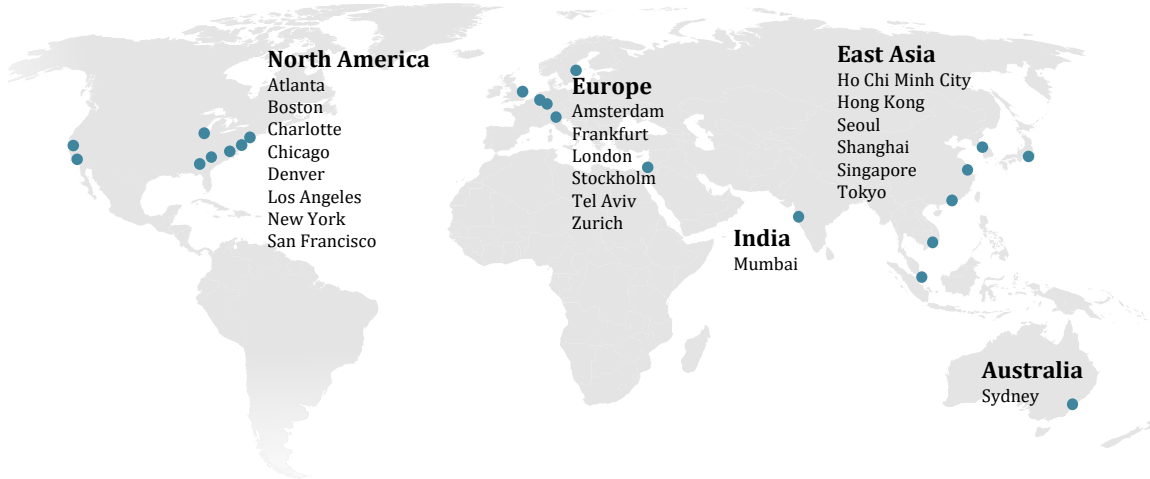 North America
Atlanta
Boston
Charlotte
Chicago
Denver
Los Angeles
New York
San Francisco
Europe
Amsterdam
Frankfurt
London
Stockholm
Tel Aviv
Zurich
India
Mumbai
East Asia
Ho Chi Minh City
Hong Kong
Seoul
Shanghai
Singapore
Tokyo
Australia
Sydney